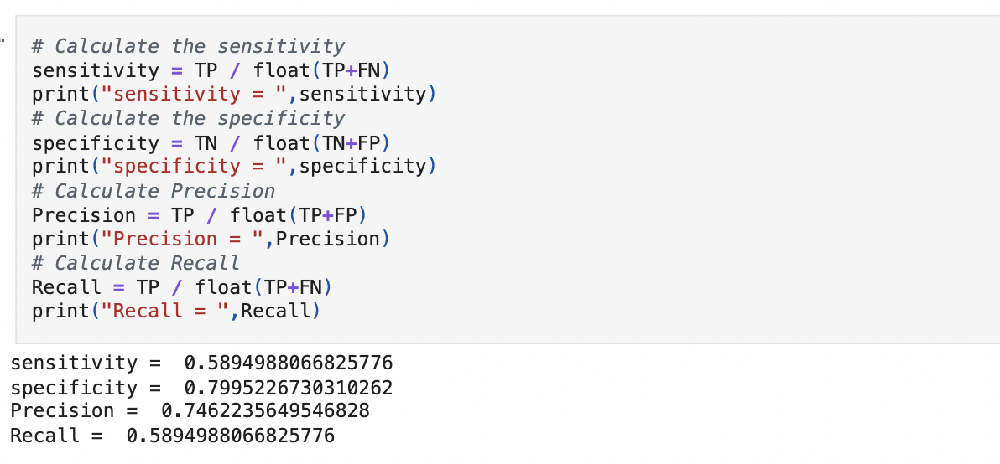 # Calculate the sensitivity
sensitivity = TP / float(TP+FN)
print("sensitivity = ",sensitivity)
# Calculate the specificity
specificity = TN / float(TN+FP)
print("specificity = ",specificity)
# Calculate Precision
Precision = TP / float(TP+FP)
print("Precision = ",Precision)
# Calculate Recall
Recall = TP / float(TP+FN)
print("Recall = ",Recall)
sensitivity =  0.5894988066825776
specificity =  0.7995226730310262
Precision =  0.7462235649546828
Recall =  0.5894988066825776